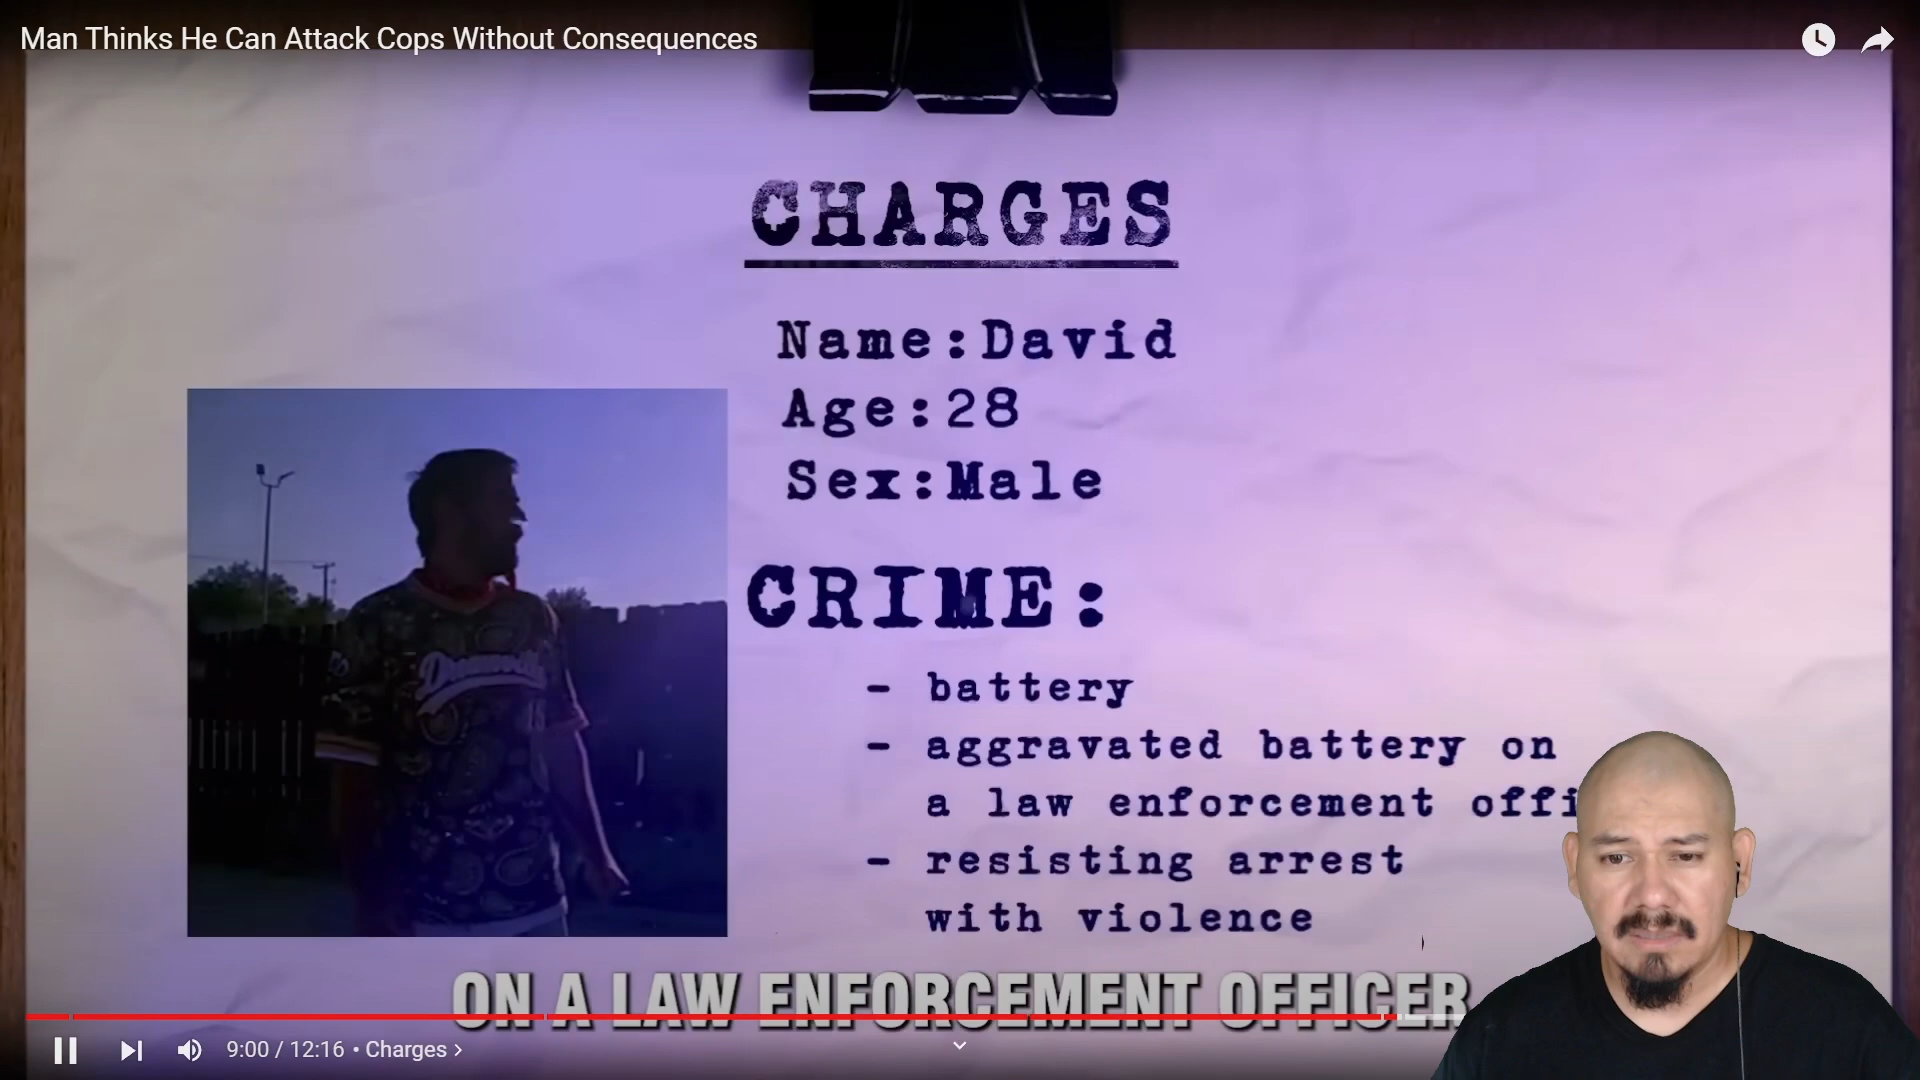 Man Thinks He Can Attack Cops Without Consequences
CHARGES
Name:David
Age:28
Sex:Male
CRIME:
- battery
- aggravated battery on
a law enforcement offi
- resisting arrest
with violence
ON A LAW ENFORCEMENT OFFICER
9:00 / 12:16 • Charges >